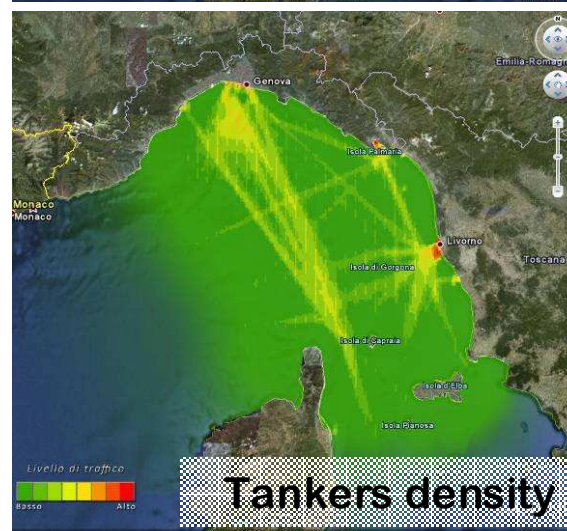 N
Emilia-Romagn
Genova
Isola Palmaria
Monaco
Monaco
Livorno
Isola di Gorgona
Toscana
Isola di Capraia
Isola d'Elba
Isola Pianosa
Livello di traffico
Basso Alto
Tankers density